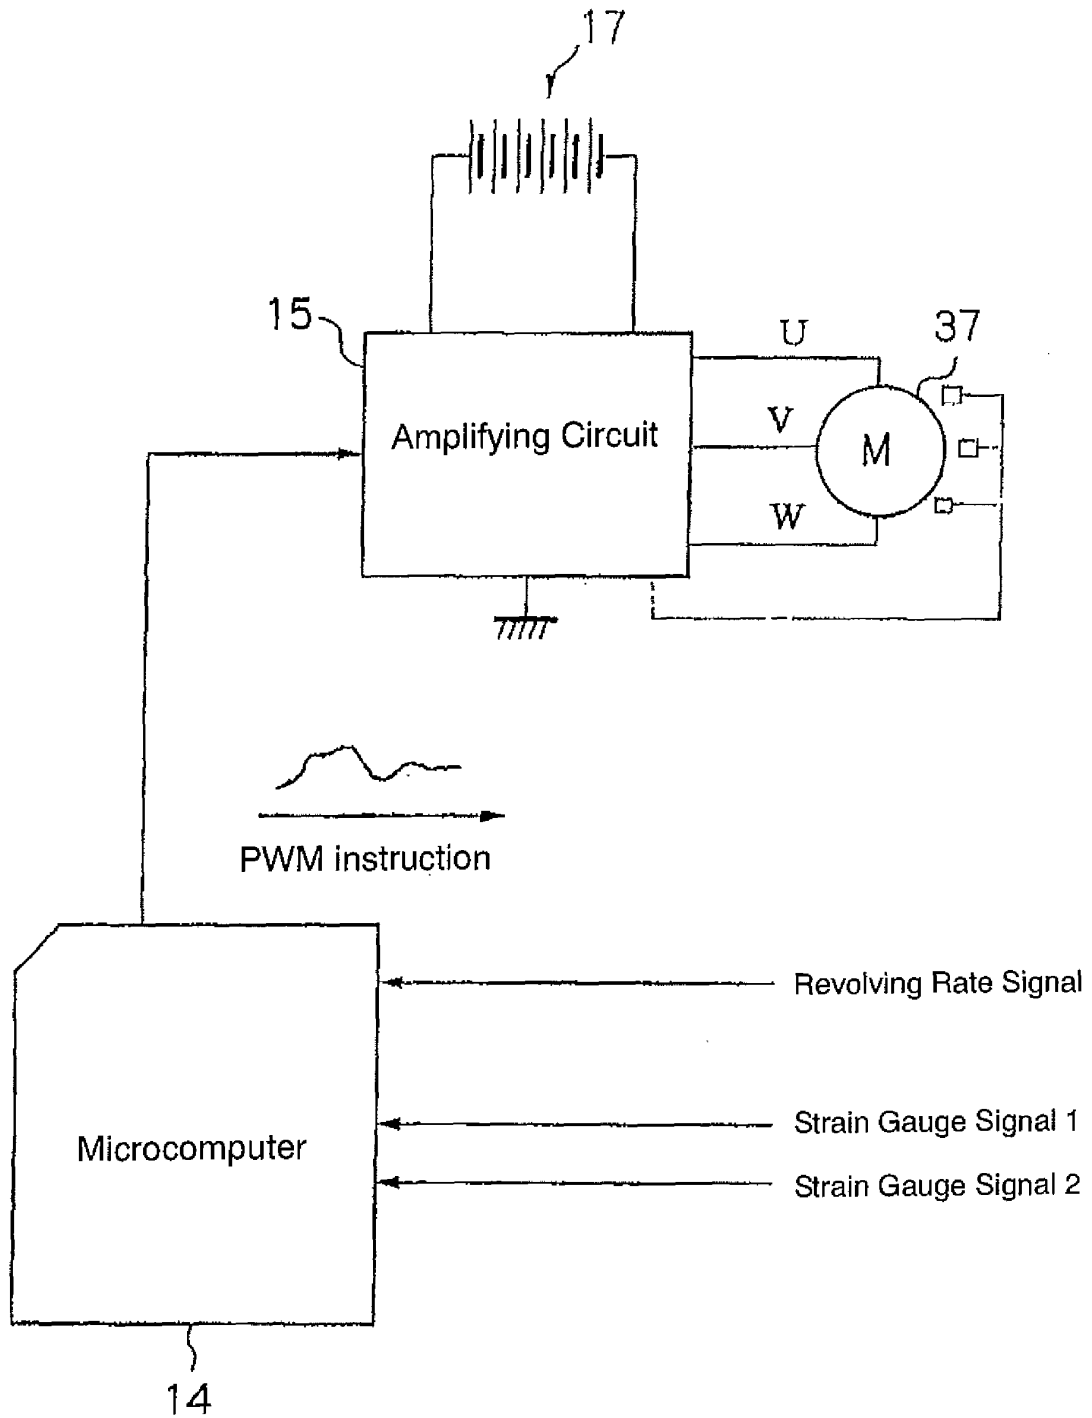 17
15
U
37
Amplifying Circuit
V
M
W
PWM instruction
Revolving Rate Signal
Microcomputer
Strain Gauge Signal 1
Strain Gauge Signal 2
14